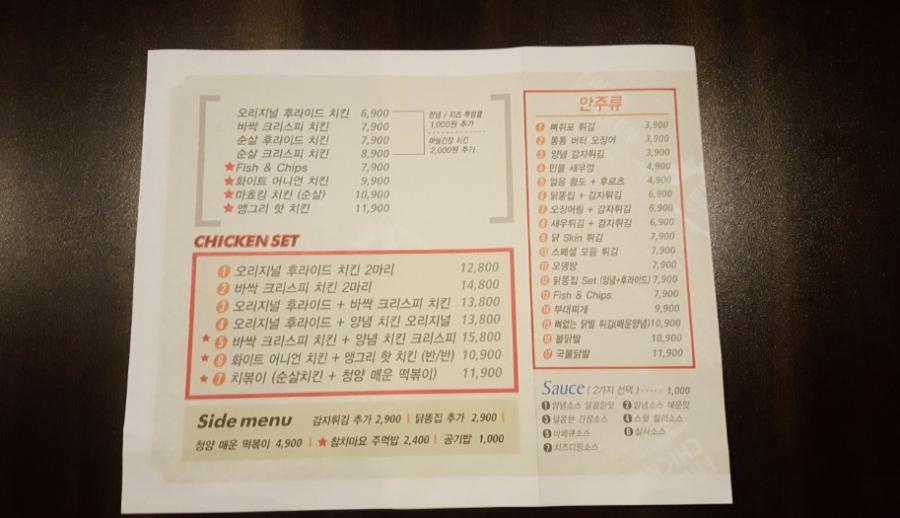 오리지널 후라이드 치킨 6,900
바싹 크리스피 치킨 7,900
순살 후라이드 치킨 7,900
순살 크리스피 치킨 8,900
★Fish & Chips 7,900
★화이트 어니언 치킨 9,900
★마효킹 치킨 (순살) 10,900
★앵그리 핫 치킨 11,900
양념 / 치즈 뿌링클
1,000원 추가
마늘간장 치킨
2,000원 추가
CHICKEN SET
1 오리지널 후라이드 치킨 2마리 12,800
2 바싹 크리스피 치킨 2마리 14,800
3 오리지널 후라이드 + 바싹 크리스피 치킨 13,800
4 오리지널 후라이드 + 양념 치킨 오리지널 13,800
★ 5 바싹 크리스피 치킨 + 양념 치킨 크리스피 15,800
★ 6 화이트 어니언 치킨 + 앵그리 핫 치킨 (반/반) 10,900
★ 7 치볶이 (순살치킨 + 청양 매운 떡볶이) 11,900
Side menu 감자튀김 추가 2,900 | 닭똥집 추가 2,900 |
청양 매운 떡볶이 4,900 | ★참치마요 주먹밥 2,400 | 공기밥 1,000
안주류
1 뼈쥐포 튀김 3,900
2 통통 버터 오징어 3,900
3 양념 감자튀김 3,900
4 민물 새우깡 4,900
5 얼음 황도 + 후르츠 4,900
6 닭똥집 + 감자튀김 6,900
7 오징어링 + 감자튀김 6,900
8 새우튀김 + 감자튀김 6,900
9 닭 Skin 튀김 7,900
10 스페셜 모듬 튀김 7,900
11 오뎅탕 7,900
12 닭똥집 Set (양념+후라이드) 7,900
13 Fish & Chips 7,900
14 부대찌게 9,900
15 뼈없는 닭발 튀김(매운양념)10,900
16 불닭발 10,900
17 국물닭발 11,900
Sauce ( 2가지 선택 ) ····· 1,000
1 양념소스 달콤한맛 2 양념소스 매운맛
3 달콤한 간장소스 4 스윗 칠리소스
5 바베큐소스 6 살사소스
7 치즈디핑소스